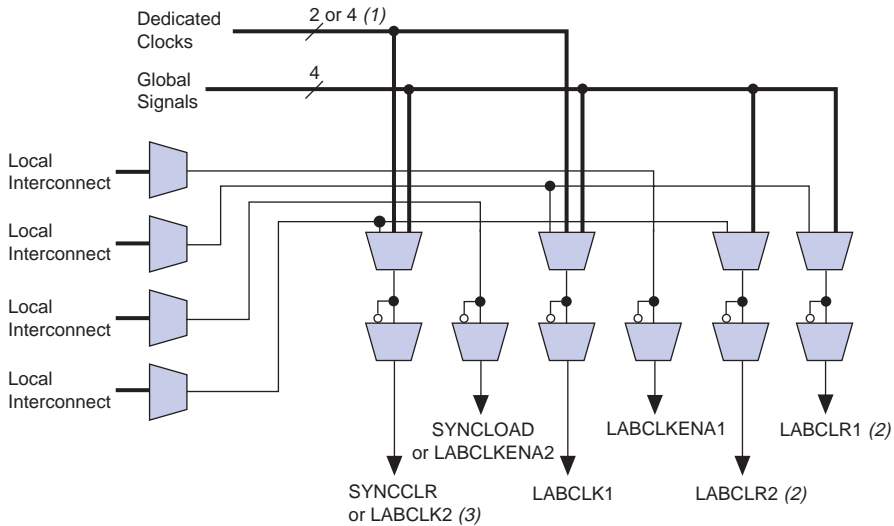 Dedicated
Clocks
2 or 4 (1)
Global
Signals
4
Local
Interconnect
Local
Interconnect
Local
Interconnect
Local
Interconnect
SYNCCLR
or LABCLK2 (3)
SYNCLOAD
or LABCLKENA2
LABCLK1
LABCLKENA1
LABCLR2 (2)
LABCLR1 (2)